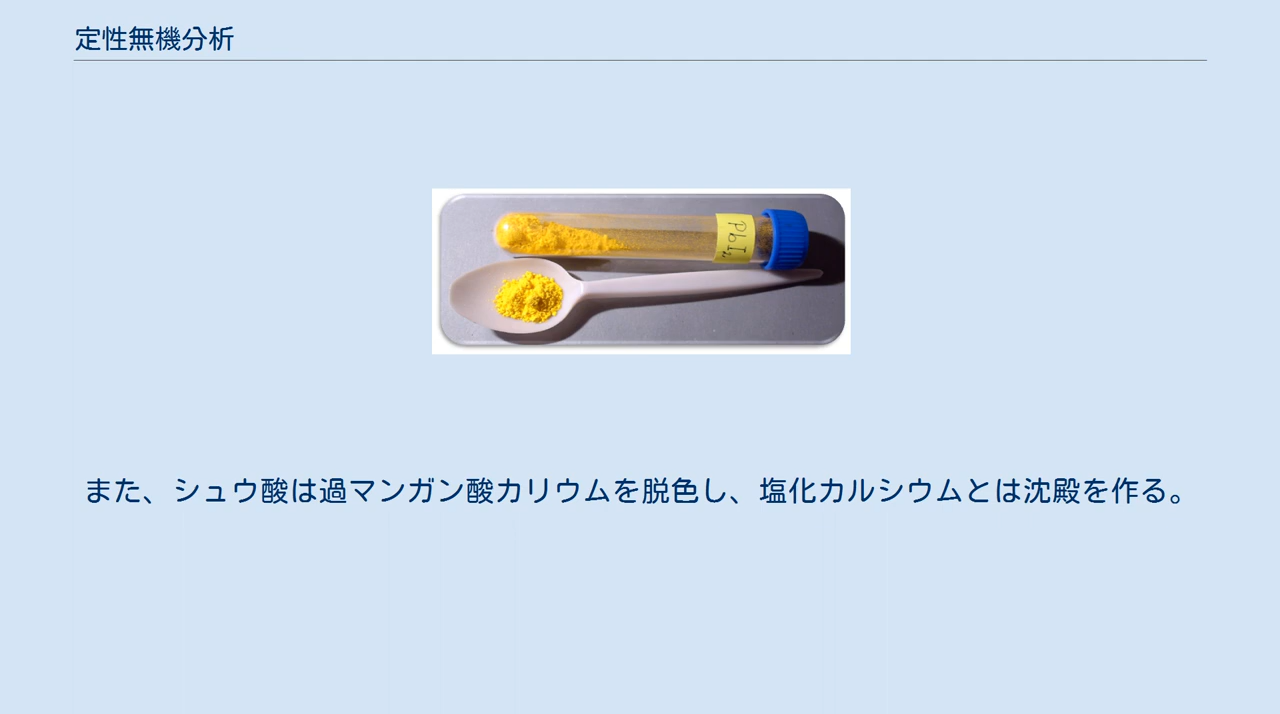 定性無機分析
PbI₂
また、シュウ酸は過マンガン酸カリウムを脱色し、塩化カルシウムとは沈殿を作る。